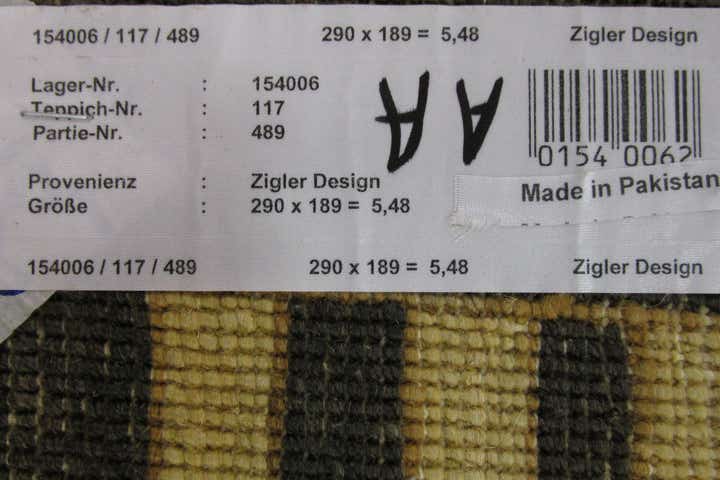 154006 / 117 / 489 290 x 189 = 5,48 Zigler Design
Lager-Nr. : 154006
Teppich-Nr. : 117
Partie-Nr. : 489
A A
0154 0062
Made in Pakistan
Provenienz : Zigler Design
Größe : 290 x 189 = 5,48
154006 / 117 / 489 290 x 189 = 5,48 Zigler Design